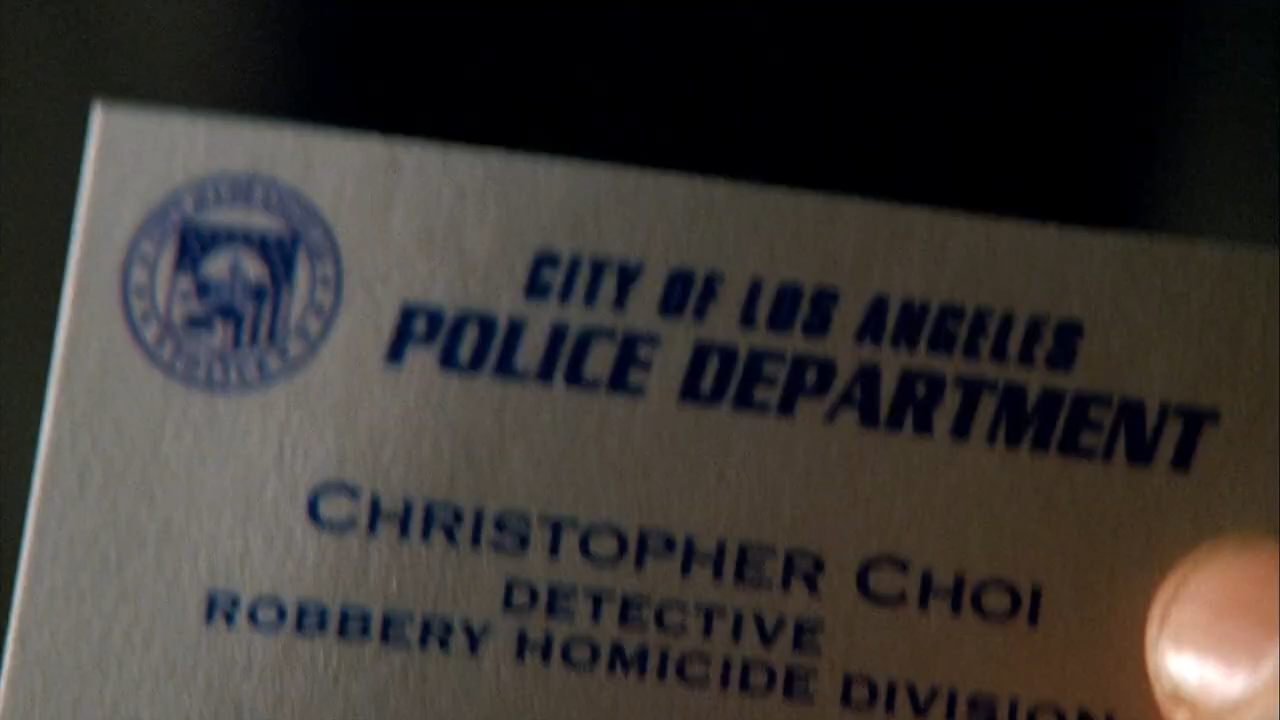 CITY OF LOS ANGELES
POLICE DEPARTMENT
CHRISTOPHER CHOI
DETECTIVE
ROBBERY HOMICIDE DIVISION